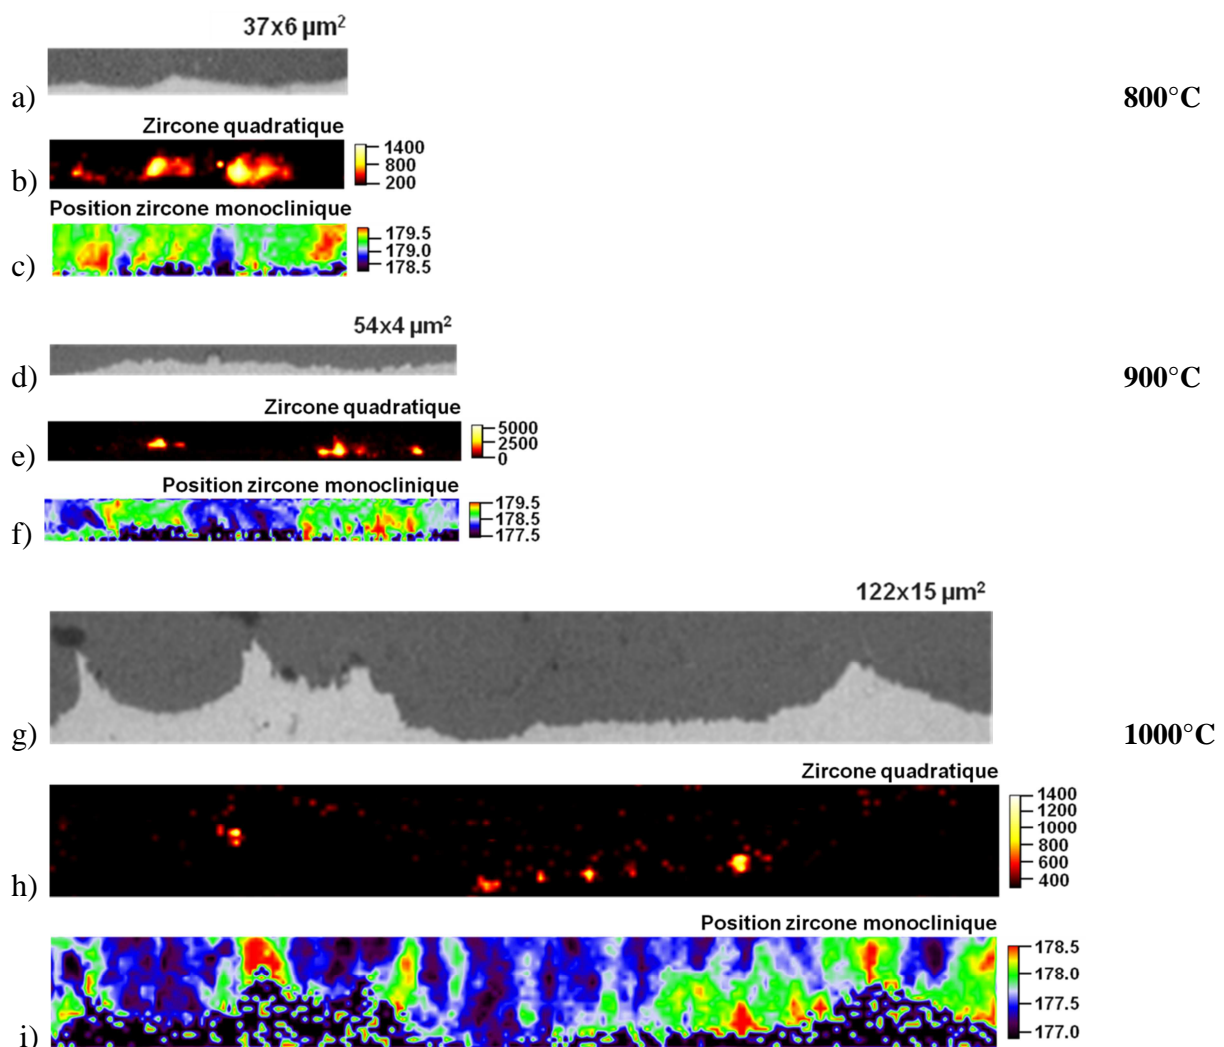 37x6 µm²
a)
800°C
Zircone quadratique
1400
800
200
b)
Position zircone monoclinique
179.5
179.0
178.5
c)
54x4 µm²
d)
900°C
Zircone quadratique
5000
2500
0
e)
Position zircone monoclinique
179.5
178.5
177.5
f)
122x15 µm²
g)
1000°C
Zircone quadratique
1400
1200
1000
800
600
400
h)
Position zircone monoclinique
178.5
178.0
177.5
177.0
i)